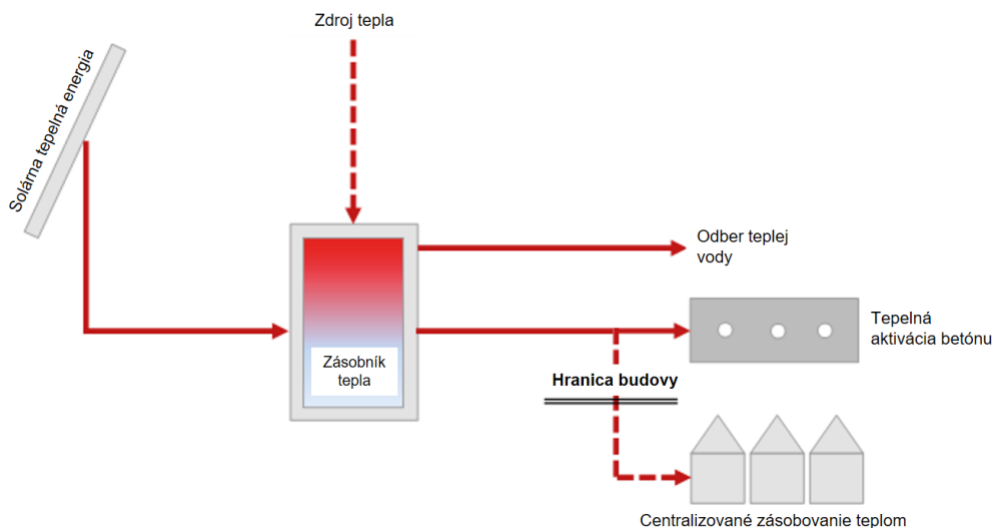 Zdroj tepla
Solárna tepelná energia
Odber teplej
vody
Tepelná
aktivácia betónu
Zásobník
tepla
Hranica budovy
Centralizované zásobovanie teplom